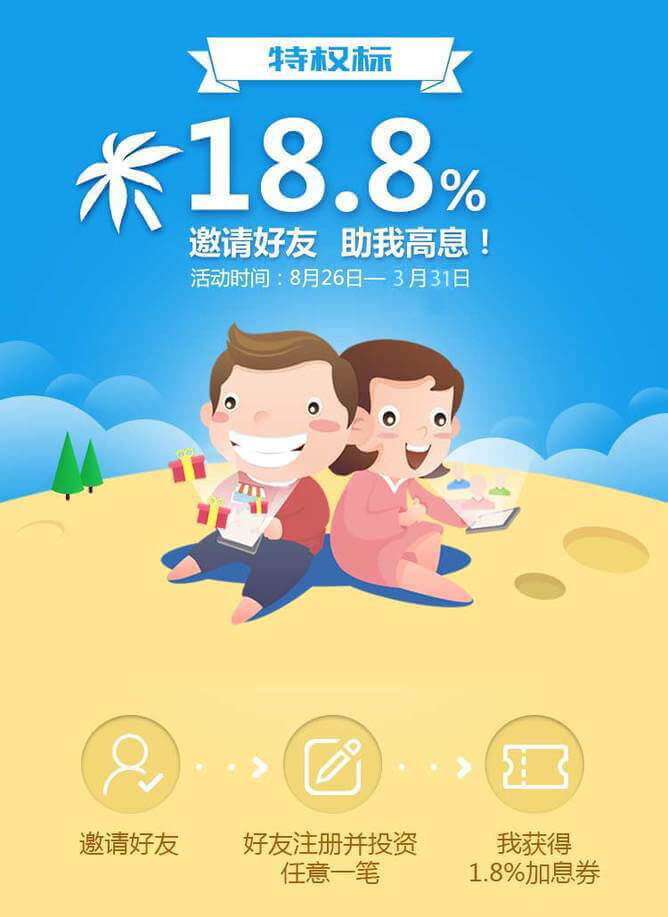 特权标
18.8%
邀请好友 助我高息！
活动时间：8月26日— 3月31日
邀请好友
好友注册并投资
任意一笔
我获得
1.8%加息券